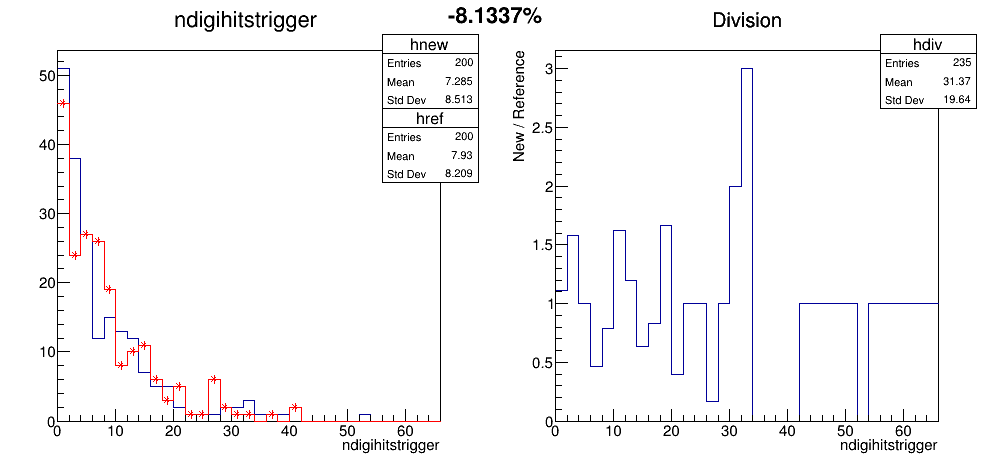 -8.1337%
ndigihitstrigger
hnew
Entries 200
Mean 7.285
Std Dev 8.513
href
Entries 200
Mean 7.93
Std Dev 8.209
50
40
30
20
10
0
0 10 20 30 40 50 60
ndigihitstrigger
Division
hdiv
Entries 235
Mean 31.37
Std Dev 19.64
New / Reference
3
2.5
2
1.5
1
0.5
0
0 10 20 30 40 50 60
ndigihitstrigger